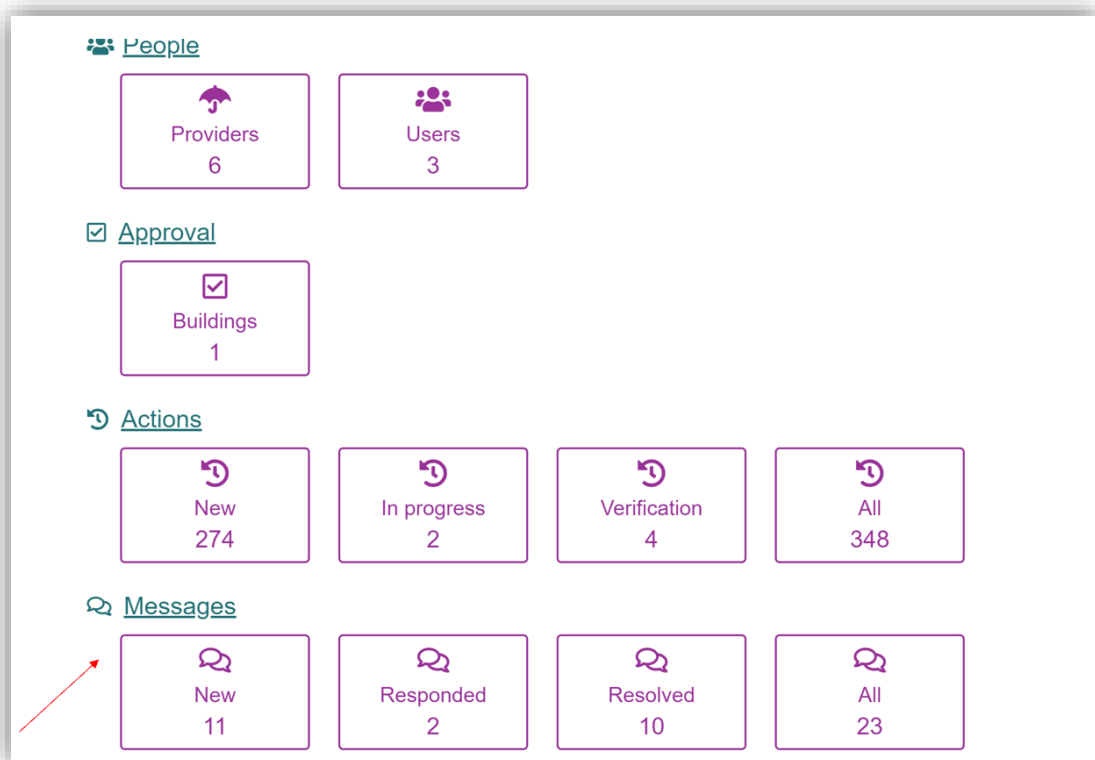 People
Providers Users
6 3
Approval
Buildings
1
Actions
New In progress Verification All
274 2 4 348
Messages
New Responded Resolved All
11 2 10 23